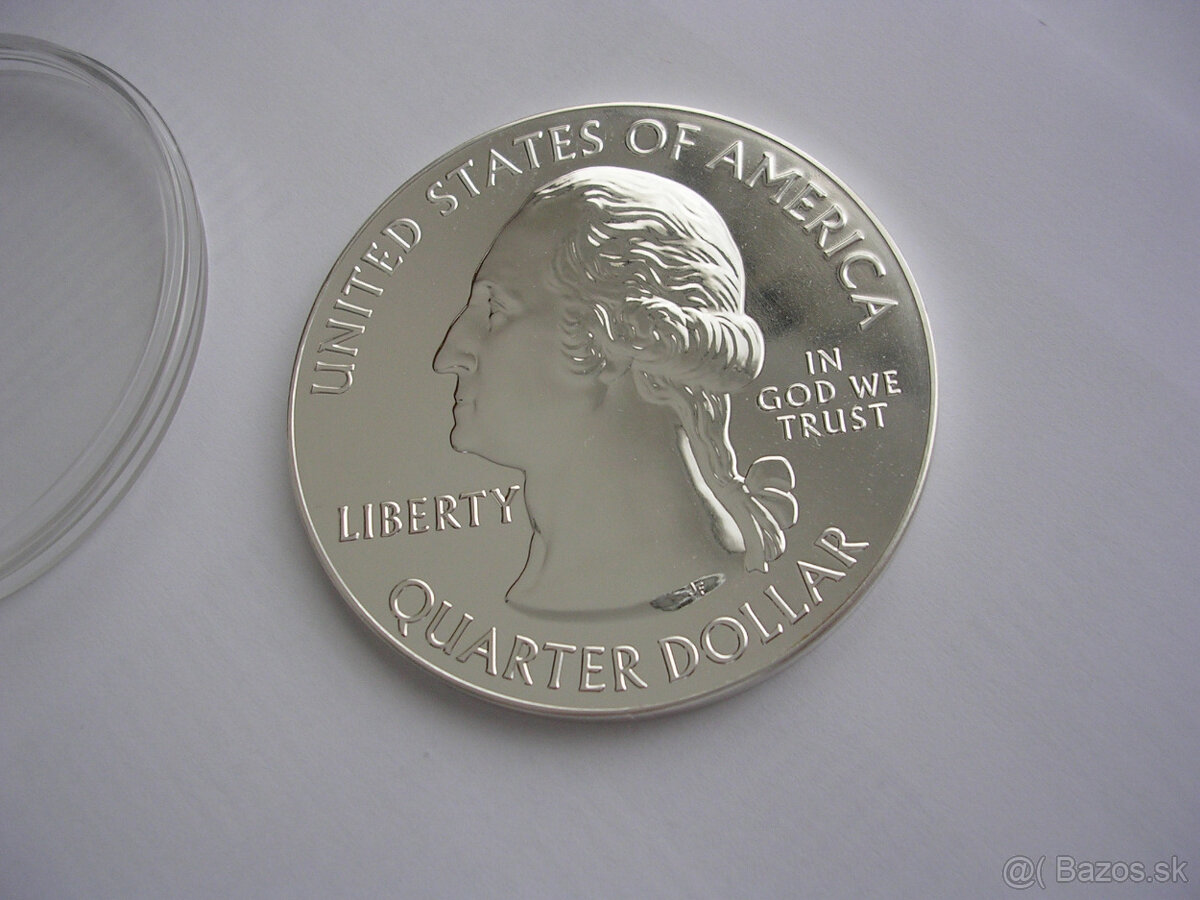 UNITED STATES OF AMERICA
IN
GOD WE
TRUST
LIBERTY
QUARTER DOLLAR
@( Bazos.sk